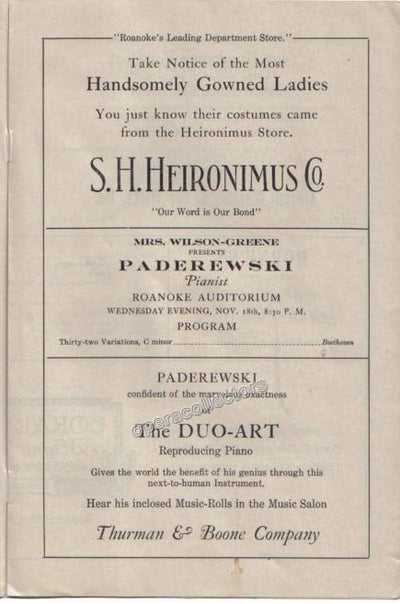 "Roanoke's Leading Department Store."
Take Notice of the Most
Handsomely Gowned Ladies
You just know their costumes came
from the Heironimus Store.
S. H. HEIRONIMUS Co.
"Our Word is Our Bond"
MRS. WILSON-GREENE
PRESENTS
PADEREWSKI
Pianist
ROANOKE AUDITORIUM
WEDNESDAY EVENING, NOV. 18th, 8:30 P. M.
PROGRAM
Thirty-two Variations, C minor Beethoven
PADEREWSKI
confident of the marvelous exactness
of
The DUO-ART
Reproducing Piano
Gives the world the benefit of his genius through this
next-to-human Instrument.
Hear his inclosed Music-Rolls in the Music Salon
Thurman & Boone Company
operacollectors